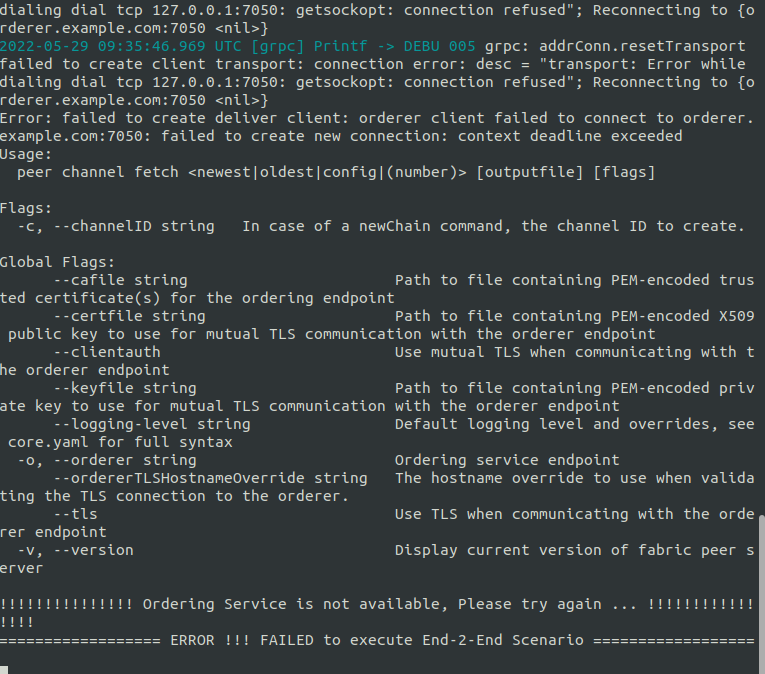 dialing dial tcp 127.0.0.1:7050: getsockopt: connection refused"; Reconnecting to {o
rderer.example.com:7050 <nil>}
2022-05-29 09:35:46.969 UTC [grpc] Printf -> DEBU 005 grpc: addrConn.resetTransport
failed to create client transport: connection error: desc = "transport: Error while
dialing dial tcp 127.0.0.1:7050: getsockopt: connection refused"; Reconnecting to {o
rderer.example.com:7050 <nil>}
Error: failed to create deliver client: orderer client failed to connect to orderer.
example.com:7050: failed to create new connection: context deadline exceeded
Usage:
  peer channel fetch <newest|oldest|config|(number)> [outputfile] [flags]

Flags:
  -c, --channelID string   In case of a newChain command, the channel ID to create.

Global Flags:
      --cafile string                       Path to file containing PEM-encoded trus
ted certificate(s) for the ordering endpoint
      --certfile string                     Path to file containing PEM-encoded X509
 public key to use for mutual TLS communication with the orderer endpoint
      --clientauth                          Use mutual TLS when communicating with t
he orderer endpoint
      --keyfile string                      Path to file containing PEM-encoded priv
ate key to use for mutual TLS communication with the orderer endpoint
      --logging-level string                Default logging level and overrides, see
 core.yaml for full syntax
  -o, --orderer string                      Ordering service endpoint
      --ordererTLSHostnameOverride string   The hostname override to use when valida
ting the TLS connection to the orderer.
      --tls                                 Use TLS when communicating with the orde
rer endpoint
  -v, --version                             Display current version of fabric peer s
erver

!!!!!!!!!!!!!!! Ordering Service is not available, Please try again ... !!!!!!!!!!!!
!!!!
================== ERROR !!! FAILED to execute End-2-End Scenario ==================